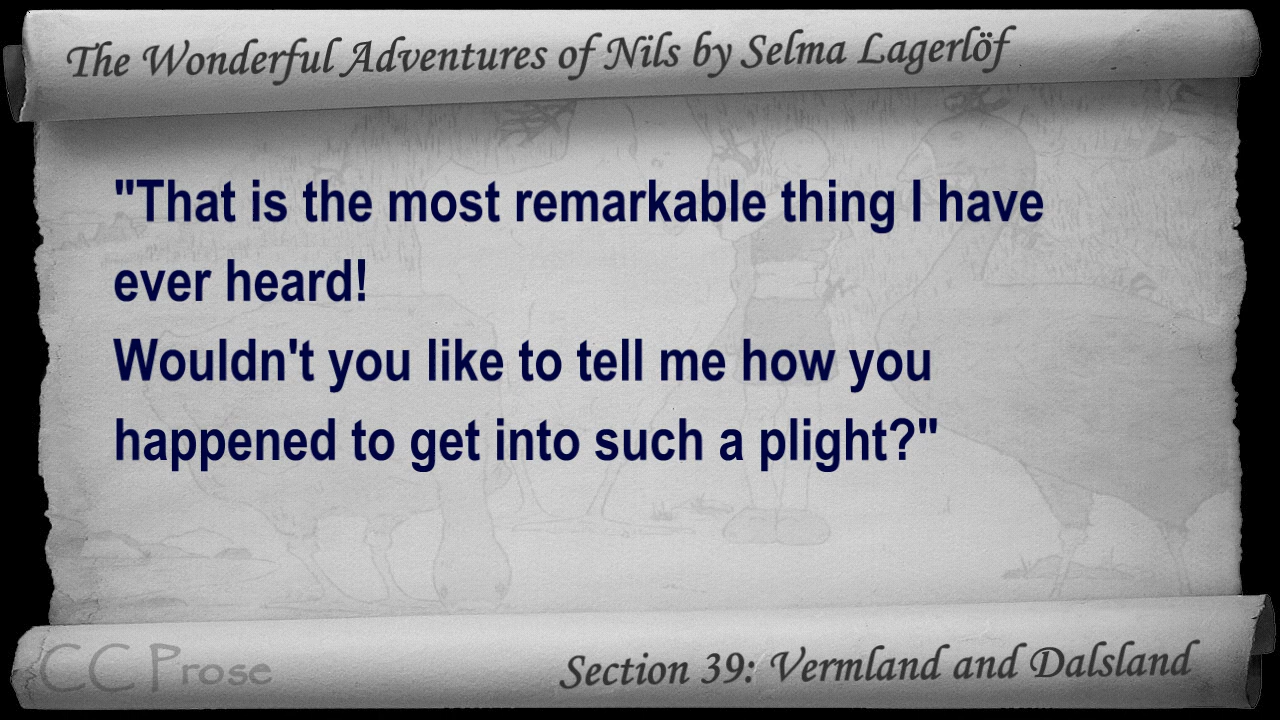 The Wonderful Adventures of Nils by Selma Lagerlöf
"That is the most remarkable thing I have
ever heard!
Wouldn't you like to tell me how you
happened to get into such a plight?"
CC Prose
Section 39: Vermland and Dalsland